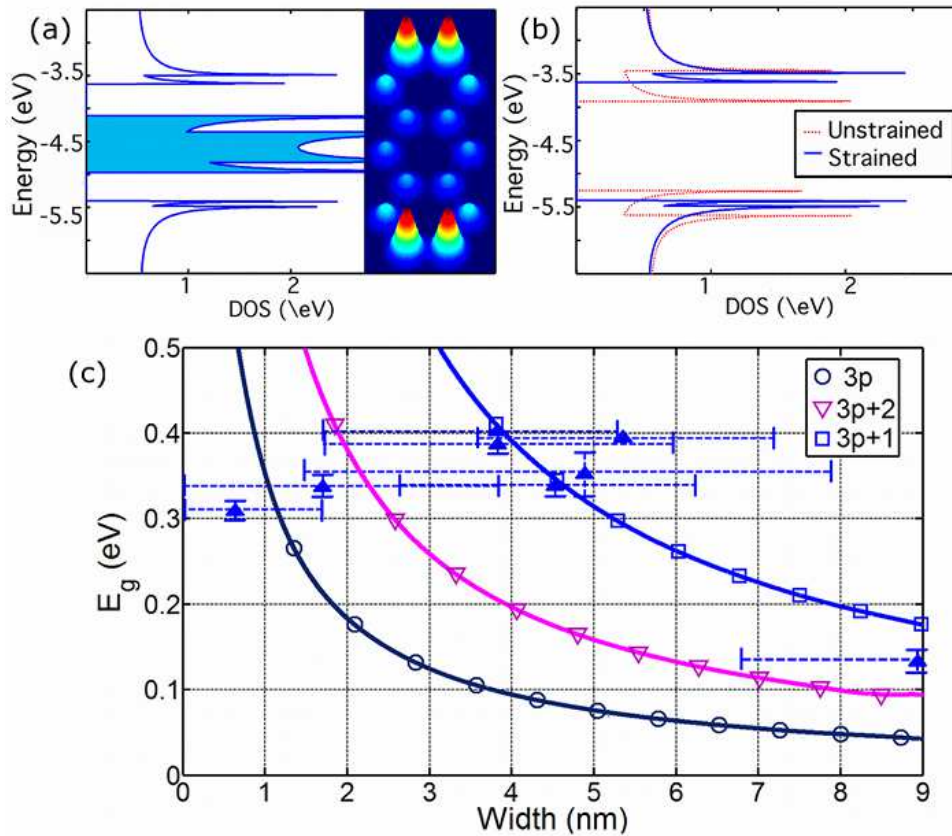 (a)
Energy (eV)
-3.5
-4.5
-5.5
1
2
DOS (\eV)
(b)
Energy (eV)
-3.5
-4.5
-5.5
1
2
DOS (\eV)
Unstrained
Strained
(c)
E_g (eV)
0.5
0.4
0.3
0.2
0.1
0
3p
3p+2
3p+1
0 1 2 3 4 5 6 7 8 9
Width (nm)